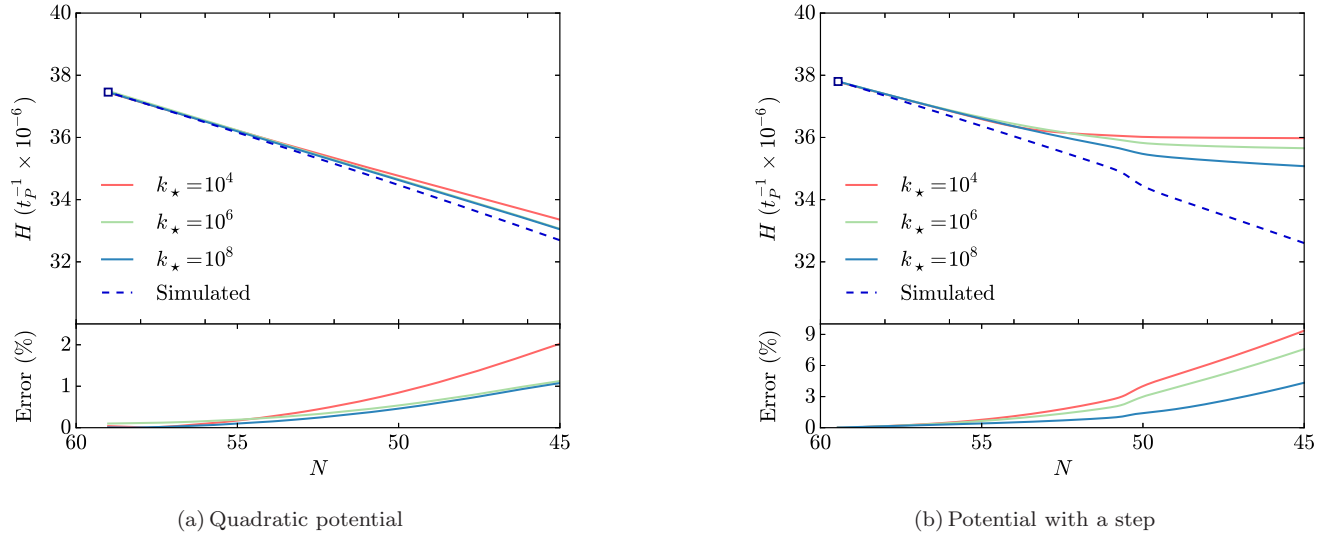 40
38
36
34
32
H (t_P^{-1} × 10^{-6})
k⋆=10^4
k⋆=10^6
k⋆=10^8
Simulated
2
1
0
Error (%)
60 55 50 45
N
(a) Quadratic potential
40
38
36
34
32
H (t_P^{-1} × 10^{-6})
k⋆=10^4
k⋆=10^6
k⋆=10^8
Simulated
9
6
3
0
Error (%)
60 55 50 45
N
(b) Potential with a step